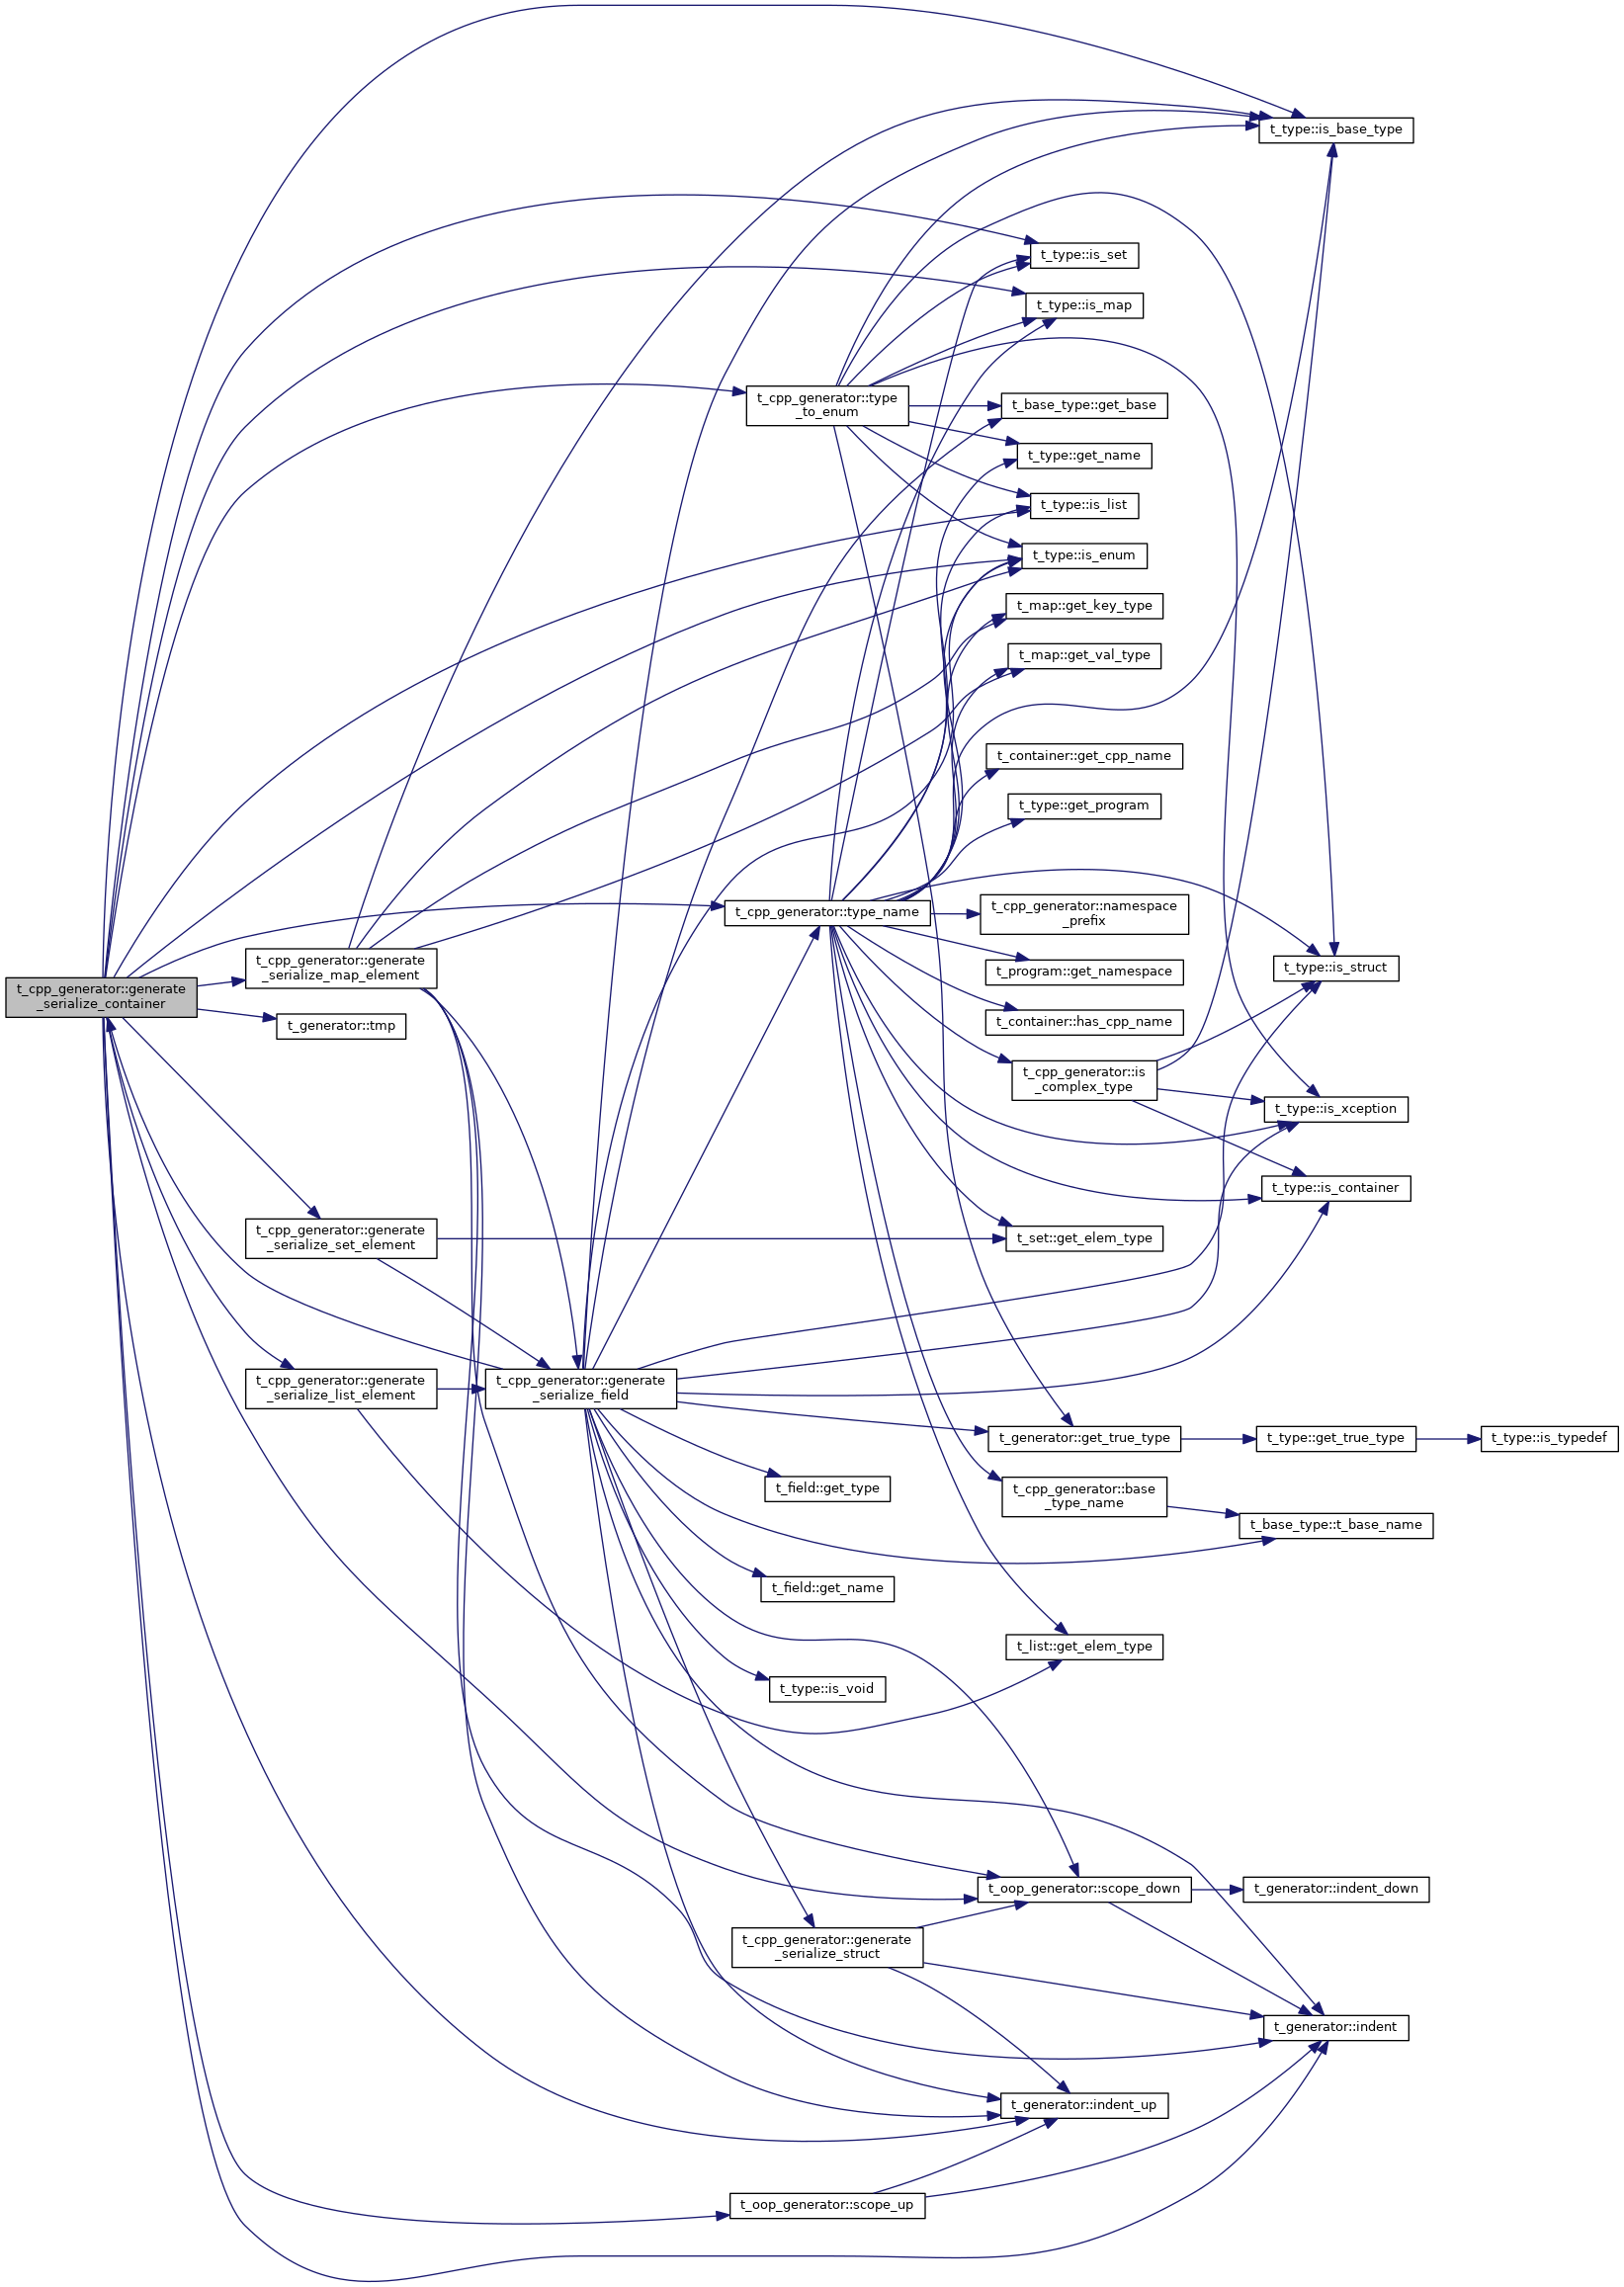 t_type::is_base_type
t_type::is_set
t_type::is_map
t_cpp_generator::type
_to_enum
t_base_type::get_base
t_type::get_name
t_type::is_list
t_type::is_enum
t_map::get_key_type
t_map::get_val_type
t_container::get_cpp_name
t_type::get_program
t_cpp_generator::type_name
t_cpp_generator::namespace
_prefix
t_cpp_generator::generate
_serialize_map_element
t_program::get_namespace
t_type::is_struct
t_cpp_generator::generate
_serialize_container
t_generator::tmp
t_container::has_cpp_name
t_cpp_generator::is
_complex_type
t_type::is_xception
t_type::is_container
t_cpp_generator::generate
_serialize_set_element
t_set::get_elem_type
t_cpp_generator::generate
_serialize_list_element
t_cpp_generator::generate
_serialize_field
t_generator::get_true_type
t_type::get_true_type
t_type::is_typedef
t_field::get_type
t_cpp_generator::base
_type_name
t_base_type::t_base_name
t_field::get_name
t_list::get_elem_type
t_type::is_void
t_oop_generator::scope_down
t_generator::indent_down
t_cpp_generator::generate
_serialize_struct
t_generator::indent
t_generator::indent_up
t_oop_generator::scope_up